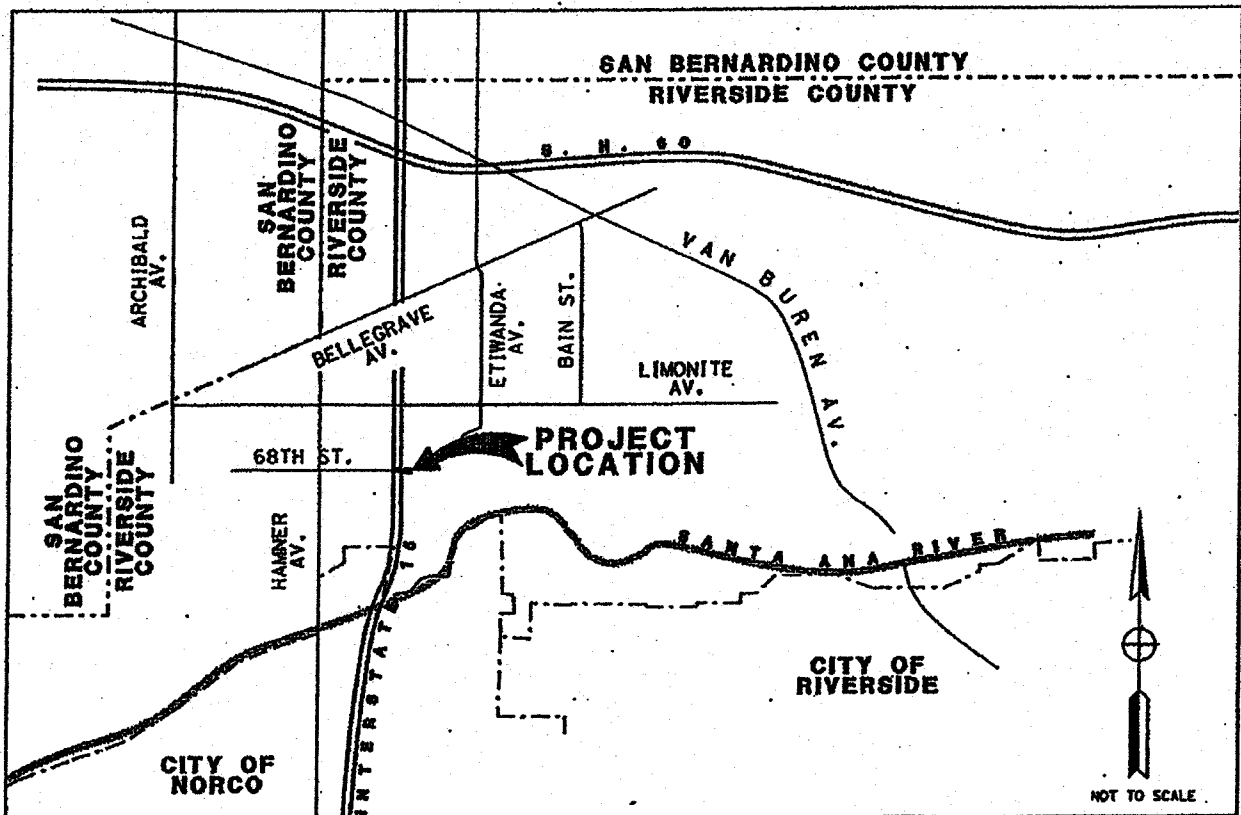 SAN BERNARDINO COUNTY
RIVERSIDE COUNTY
S. H. 60
SAN
BERNARDINO
COUNTY
RIVERSIDE
COUNTY
ARCHIBALD
AV.
VAN BUREN AV.
BELLEGRAVE
AV.
ETIWANDA
AV.
BAIN ST.
LIMONITE
AV.
PROJECT
LOCATION
68TH ST.
SAN
BERNARDINO
COUNTY
RIVERSIDE
COUNTY
HAMNER
AV.
INTERSTATE
SANTA ANA RIVER
CITY OF
RIVERSIDE
CITY OF
NORCO
NOT TO SCALE